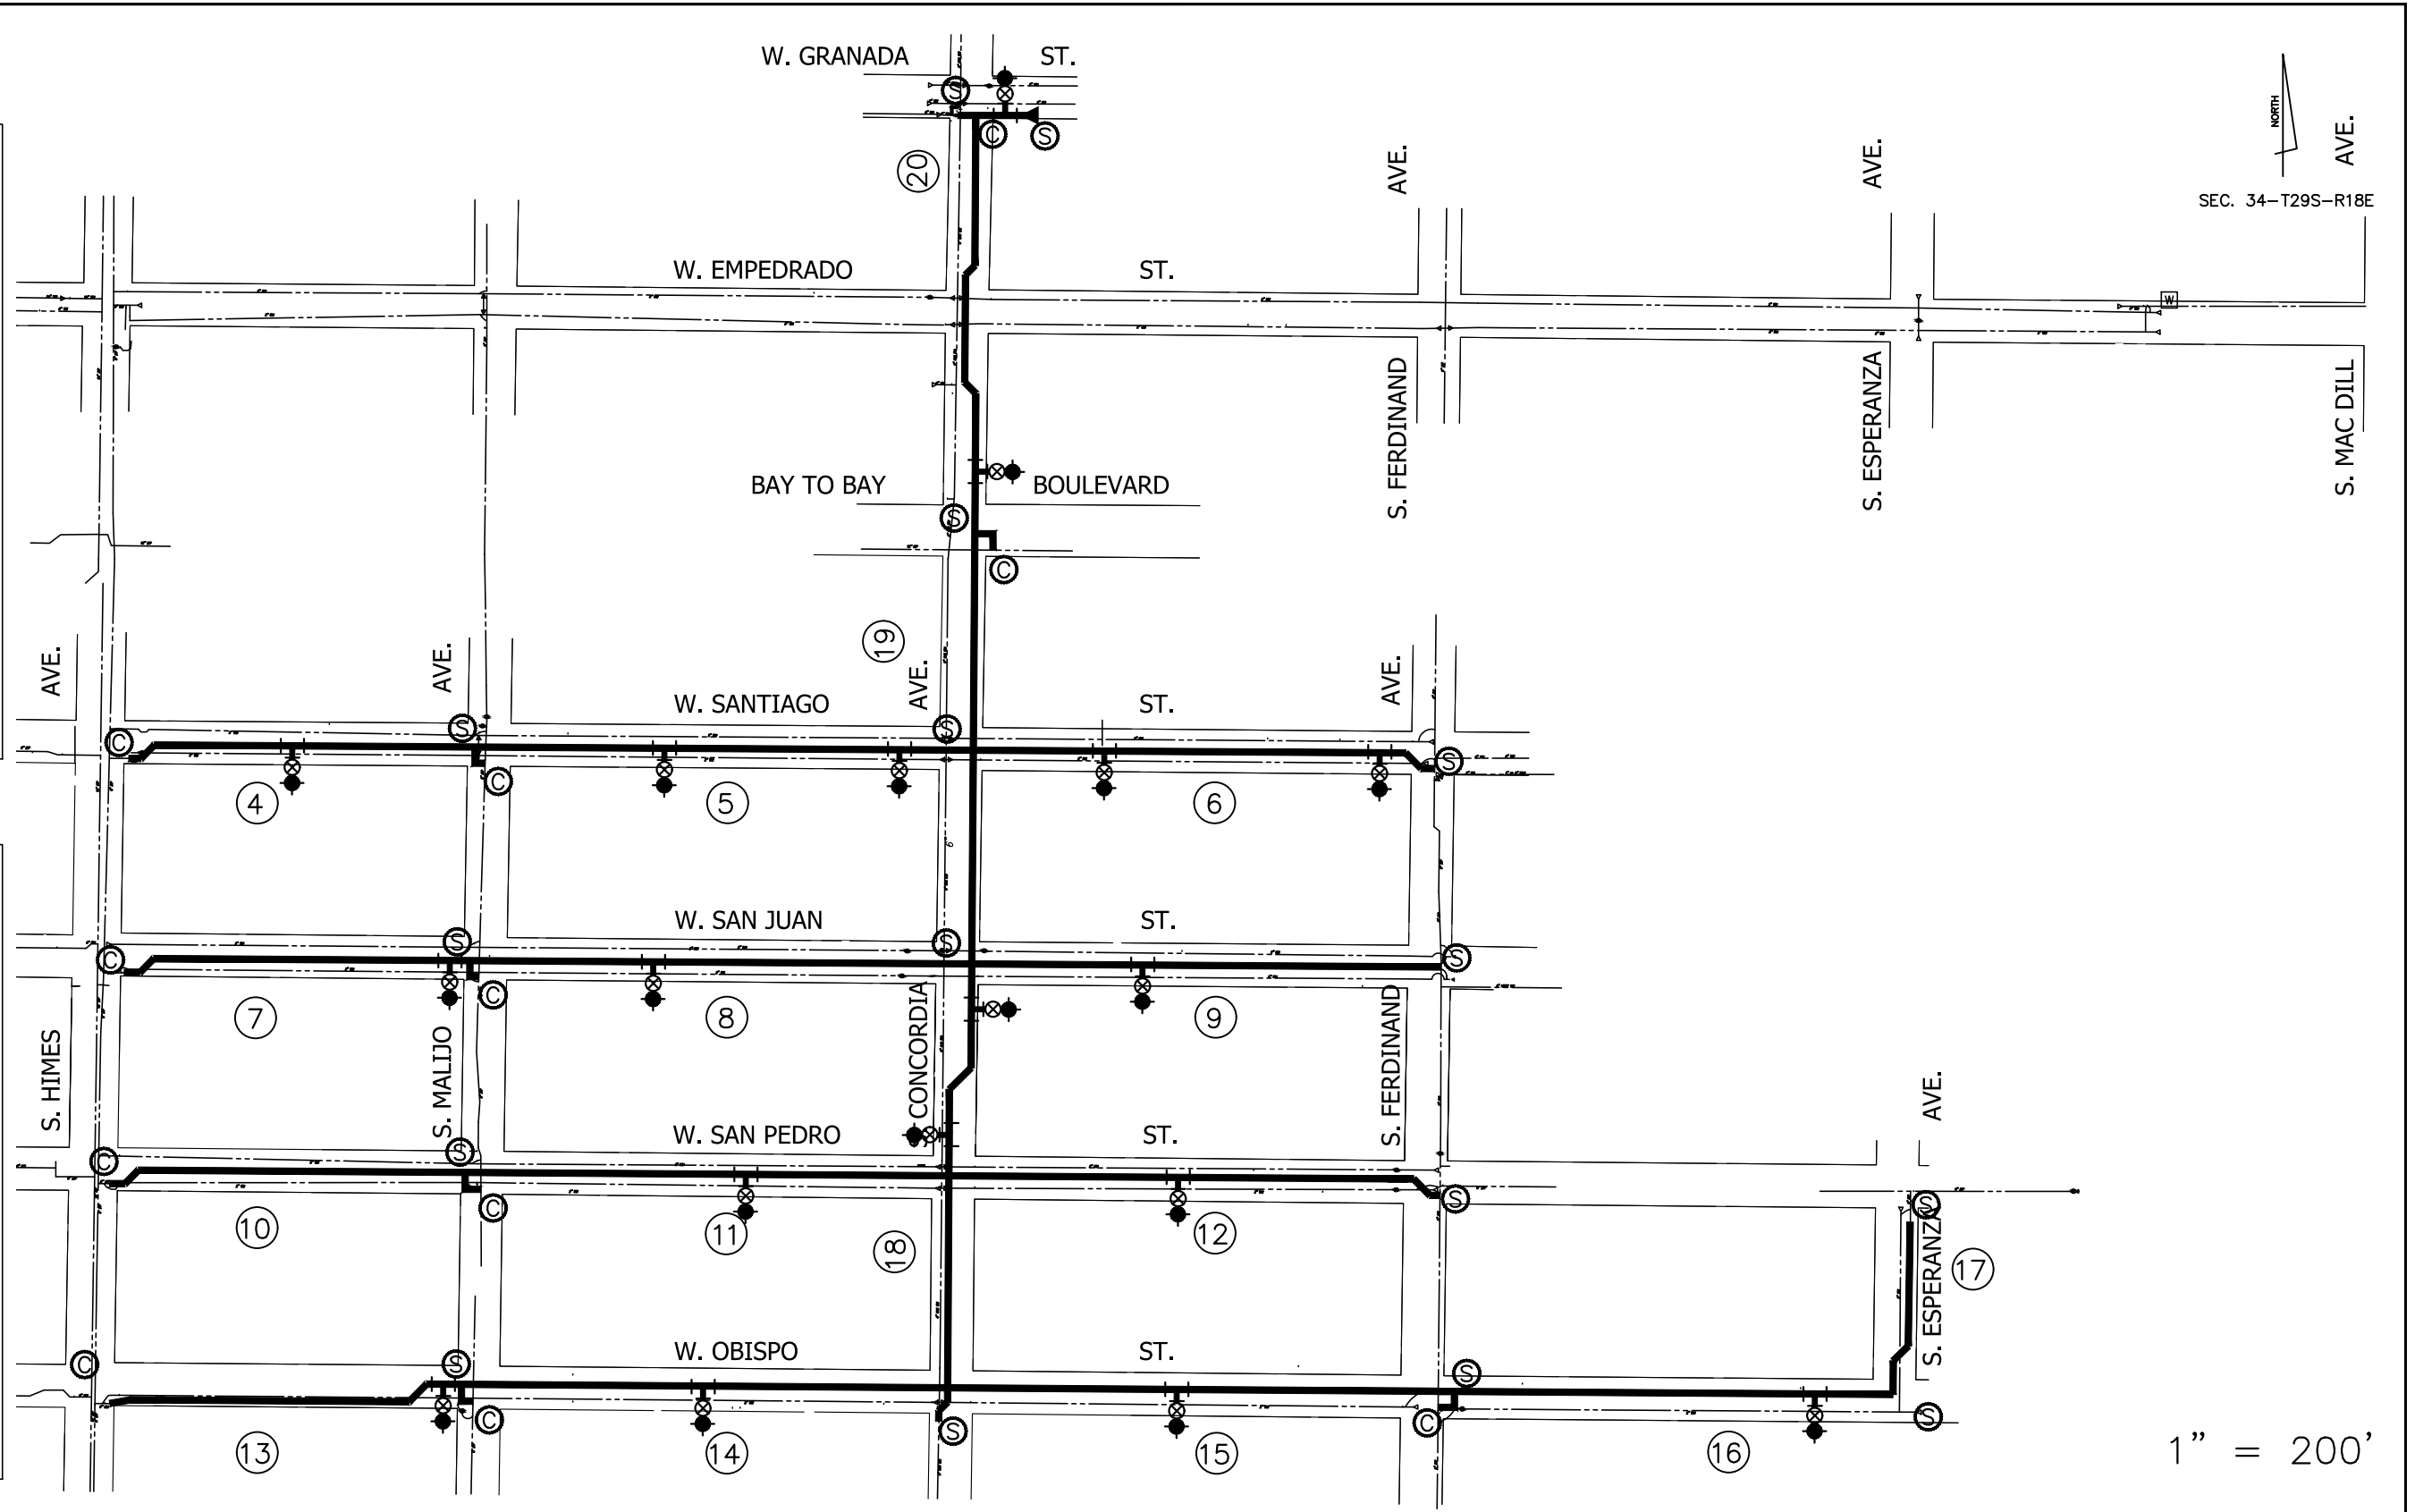 W. GRANADA ST.
NORTH
SEC. 34-T29S-R18E
S
C S
20
AVE.
AVE.
AVE.
W. EMPEDRADO ST.
W
S. FERDINAND
S. ESPERANZA
S. MAC DILL
BAY TO BAY BOULEVARD
S
C
19
AVE.
AVE.
AVE.
AVE.
W. SANTIAGO ST.
C S S S
C
4 5 6
6"
W. SAN JUAN ST.
C S S S
C
7 8 9
S. HIMES
S. MALIJO
S. CONCORDIA
S. FERDINAND
AVE.
W. SAN PEDRO ST.
C S S S
C
10 11 18 12 17
S. ESPERANZA
W. OBISPO ST.
C S S
C S C S
13 14 15 16
1" = 200'